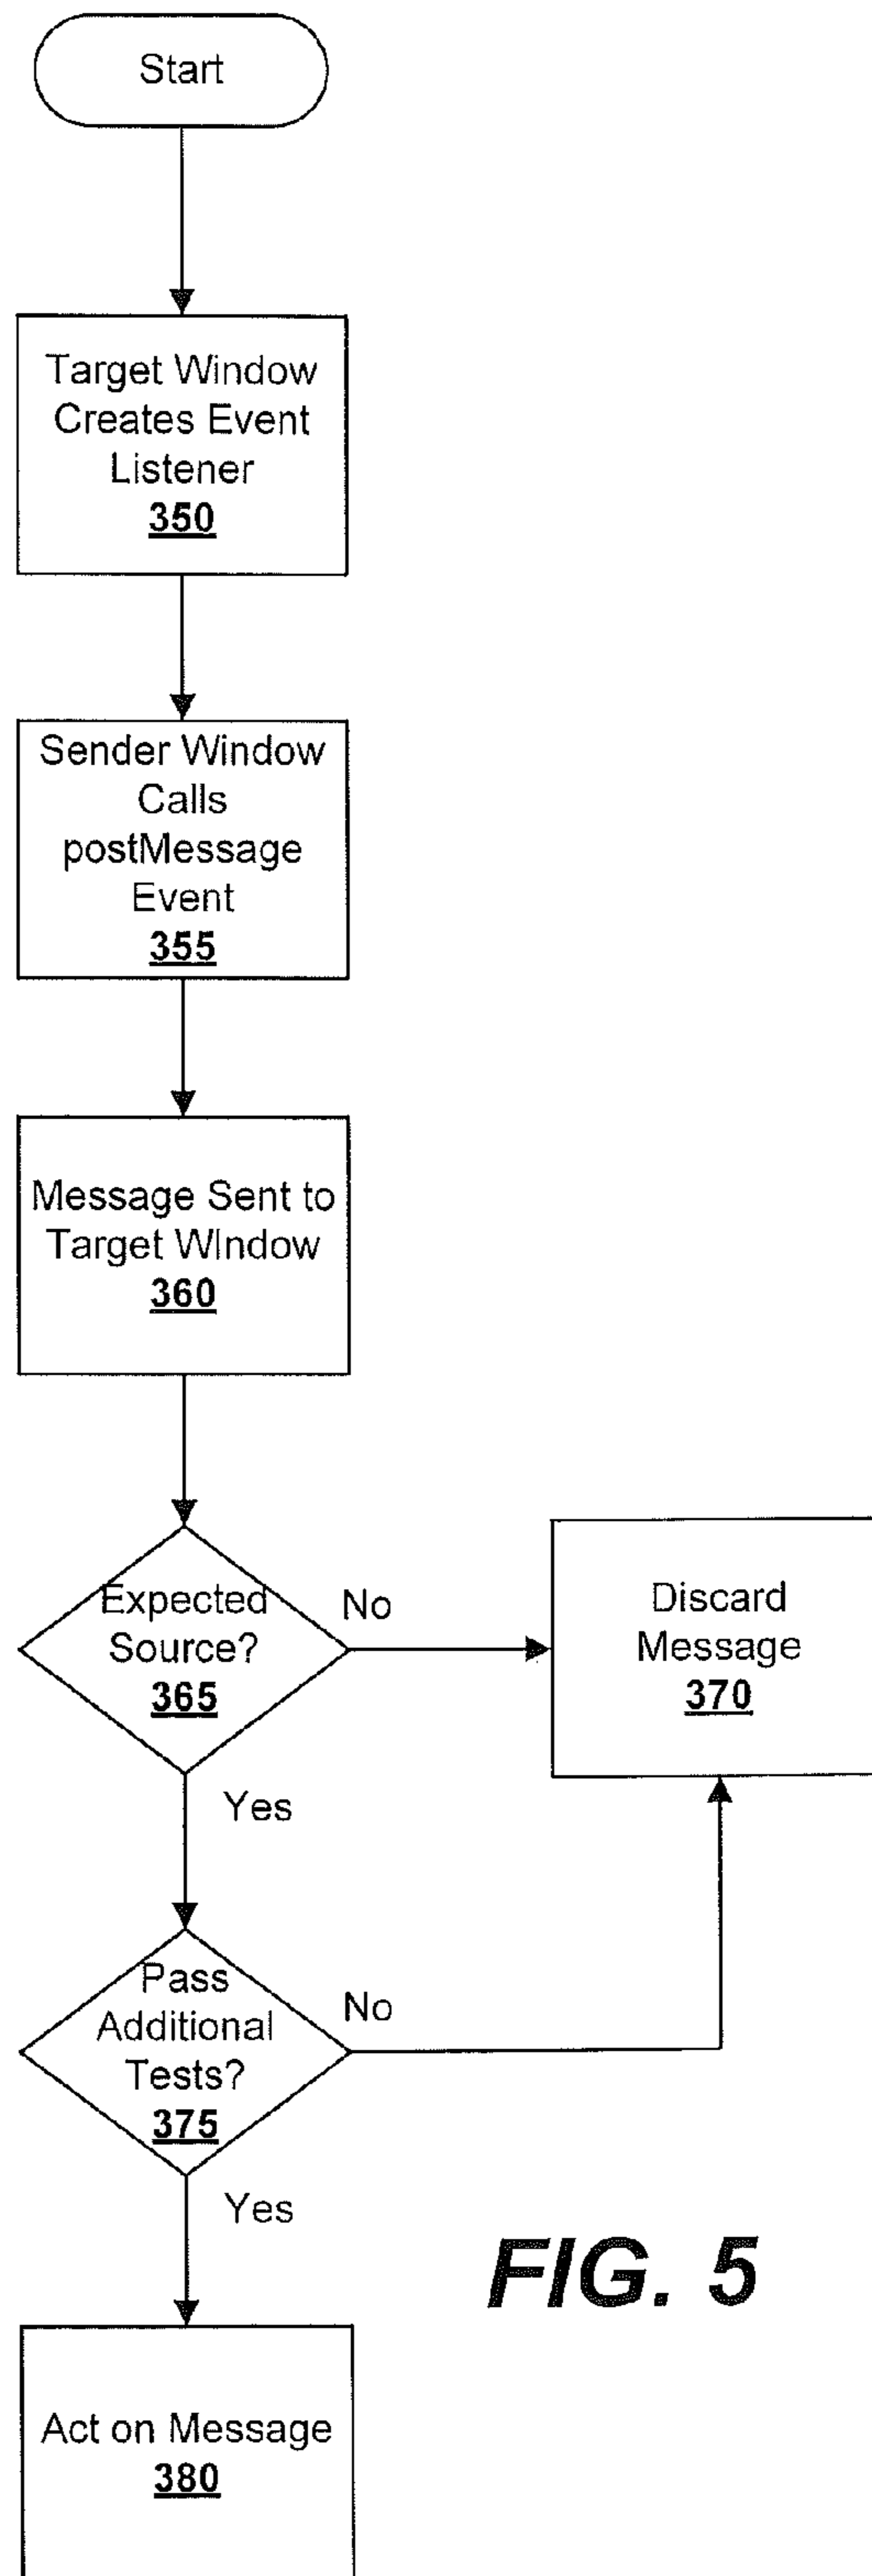 Start
Target Window
Creates Event
Listener
350
Sender Window
Calls
postMessage
Event
355
Message Sent to
Target WIndow
360
Expected
Source?
365
No
Discard
Message
370
Yes
Pass
Additional
Tests?
375
No
Yes
Act on Message
380
FIG. 5